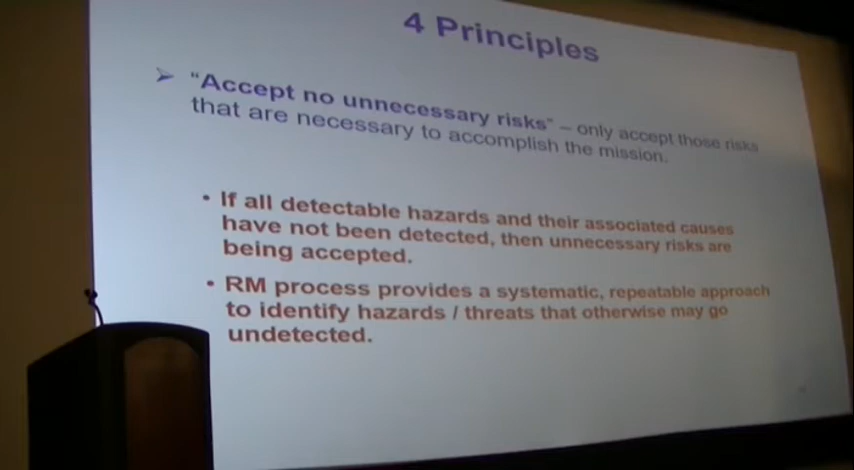 4 Principles
➢ "Accept no unnecessary risks" – only accept those risks
that are necessary to accomplish the mission.
• If all detectable hazards and their associated causes
have not been detected, then unnecessary risks are
being accepted.
• RM process provides a systematic, repeatable approach
to identify hazards / threats that otherwise may go
undetected.